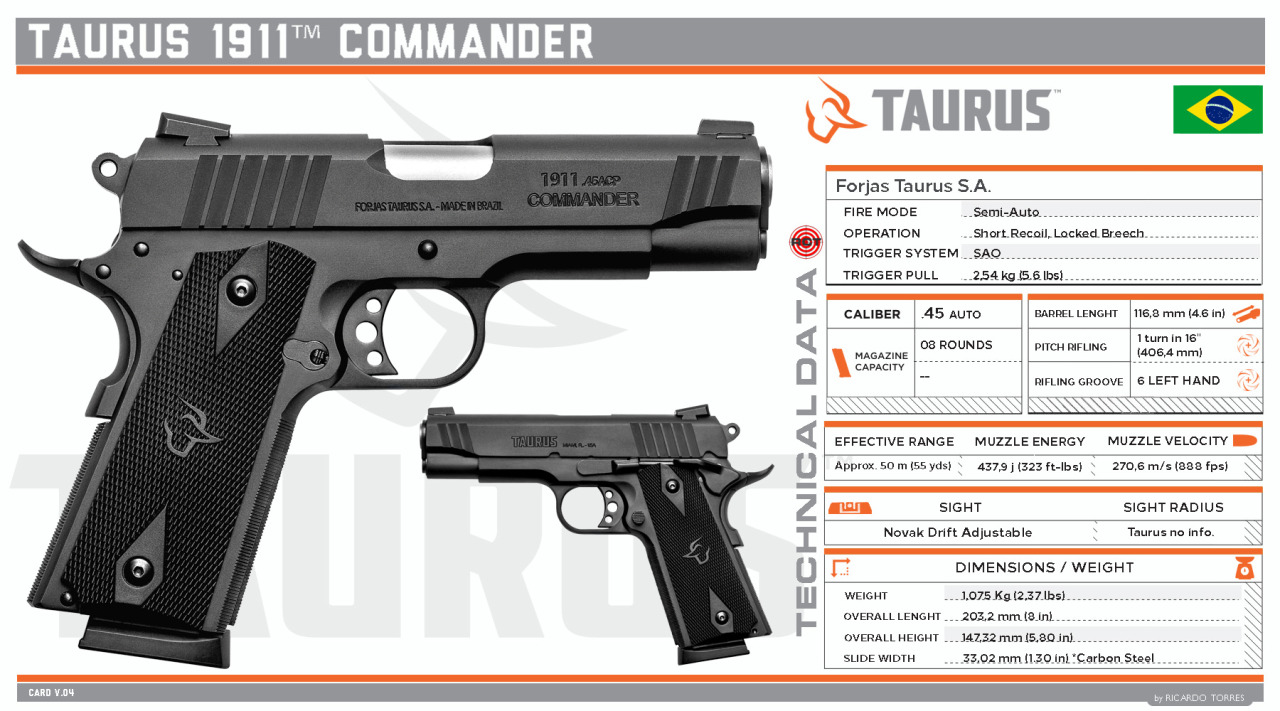 TAURUS 1911™ COMMANDER
TAURUS™
1911 .45ACP
COMMANDER
FORJAS TAURUS S.A. - MADE IN BRAZIL
TAURUS MIAMI, FL - USA
TAURUS™
TECHNICAL DATA
RDT
Forjas Taurus S.A.
FIRE MODE Semi-Auto
OPERATION Short Recoil, Locked Breech
TRIGGER SYSTEM SAO
TRIGGER PULL 2,54 kg (5.6 lbs)
CALIBER .45 AUTO
MAGAZINE CAPACITY 08 ROUNDS
--
BARREL LENGHT 116,8 mm (4.6 in)
PITCH RIFLING 1 turn in 16"
(406,4 mm)
RIFLING GROOVE 6 LEFT HAND
EFFECTIVE RANGE MUZZLE ENERGY MUZZLE VELOCITY
Approx. 50 m (55 yds) 437,9 j (323 ft-lbs) 270,6 m/s (888 fps)
SIGHT SIGHT RADIUS
Novak Drift Adjustable Taurus no info.
DIMENSIONS / WEIGHT
WEIGHT 1,075 Kg (2,37 lbs)
OVERALL LENGHT 203,2 mm (8 in)
OVERALL HEIGHT 147,32 mm (5,80 in)
SLIDE WIDTH 33,02 mm (1.30 in) *Carbon Steel
CARD V.04
by RICARDO TORRES